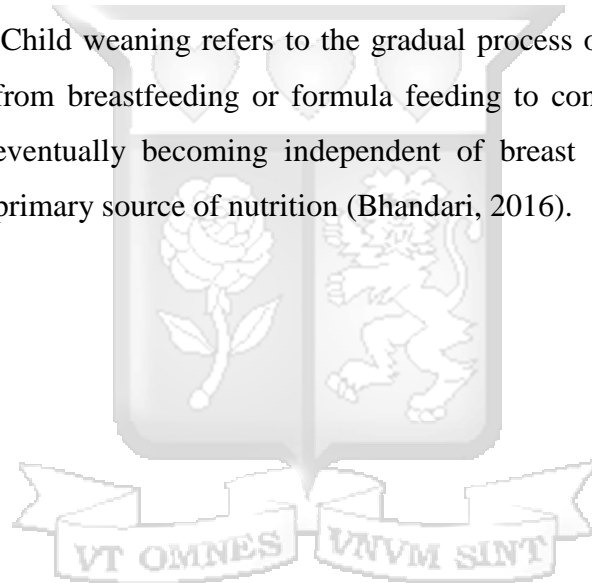 Child weaning refers to the gradual process o
from breastfeeding or formula feeding to con
eventually becoming independent of breast
primary source of nutrition (Bhandari, 2016).
VT OMNES VNVM SINT